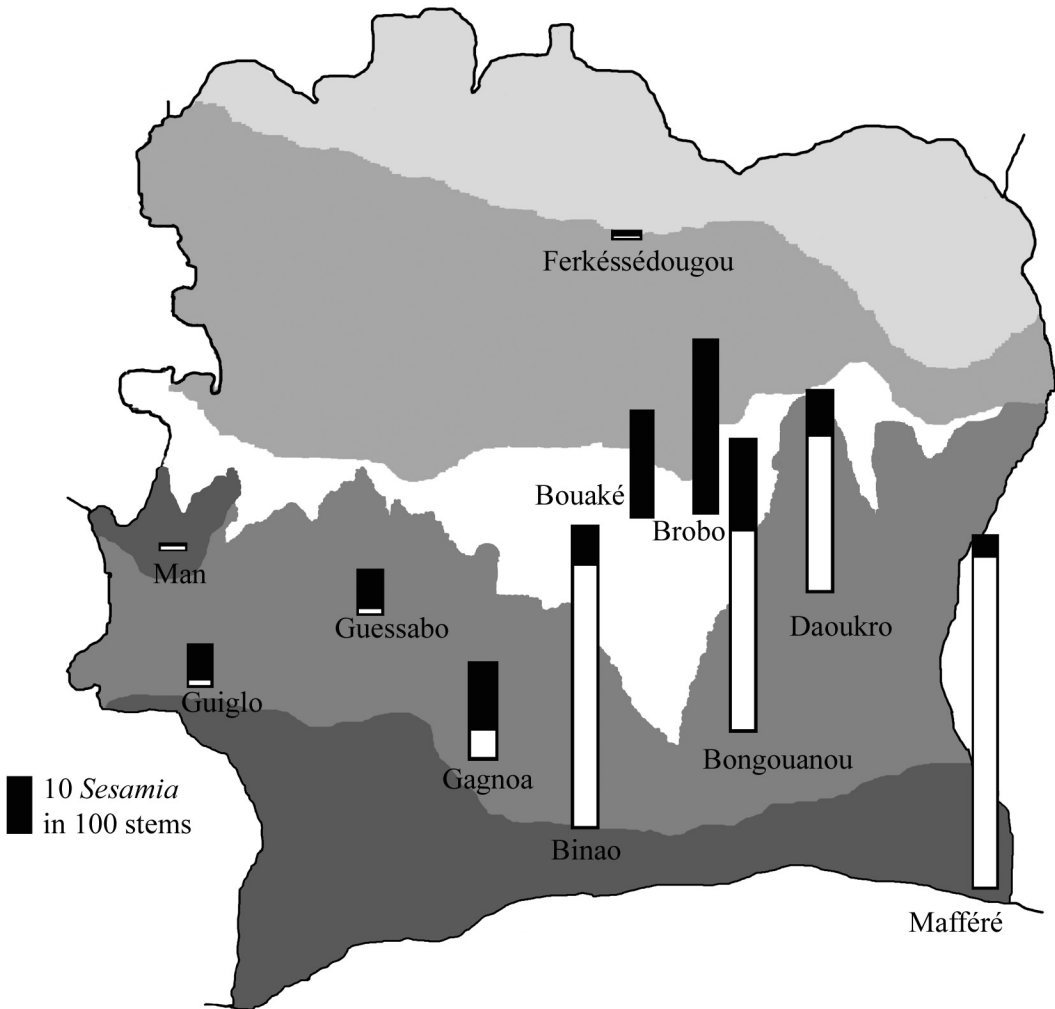 Ferkéssédougou
Bouaké
Brobo
Man
Guessabo
Daoukro
Guiglo
Bongouanou
Gagnoa
10 Sesamia
in 100 stems
Binao
Mafféré